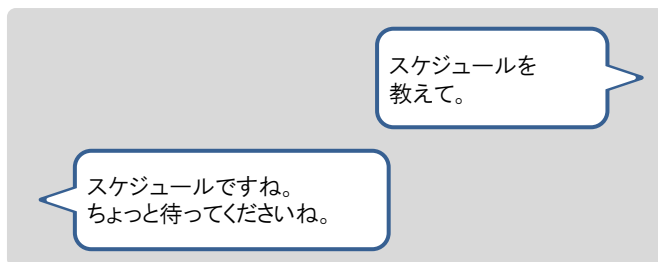 スケジュールを
教えて。
スケジュールですね。
ちょっと待ってくださいね。